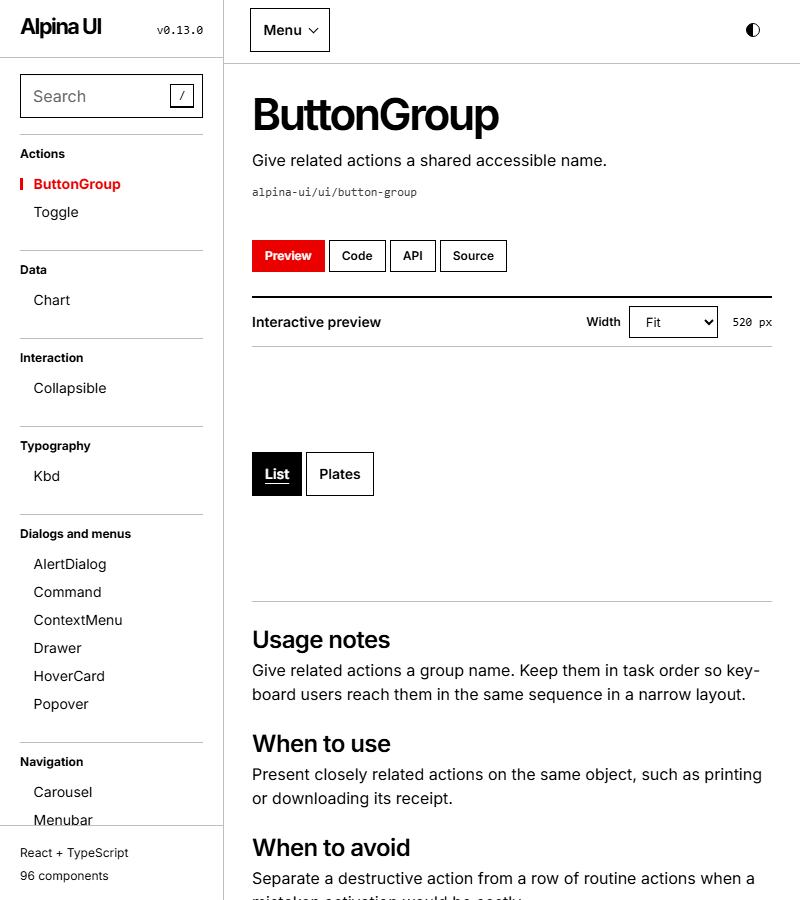 Alpina UI
v0.13.0
Search
/
Actions
ButtonGroup
Toggle
Data
Chart
Interaction
Collapsible
Typography
Kbd
Dialogs and menus
AlertDialog
Command
ContextMenu
Drawer
HoverCard
Popover
Navigation
Carousel
Menubar
React + TypeScript
96 components
Menu
ButtonGroup
Give related actions a shared accessible name.
alpina-ui/ui/button-group
Preview
Code
API
Source
Interactive preview
Width
Fit
520 px
List
Plates
Usage notes
Give related actions a group name. Keep them in task order so key-
board users reach them in the same sequence in a narrow layout.
When to use
Present closely related actions on the same object, such as printing
or downloading its receipt.
When to avoid
Separate a destructive action from a row of routine actions when a
mistaken activation would be costly.